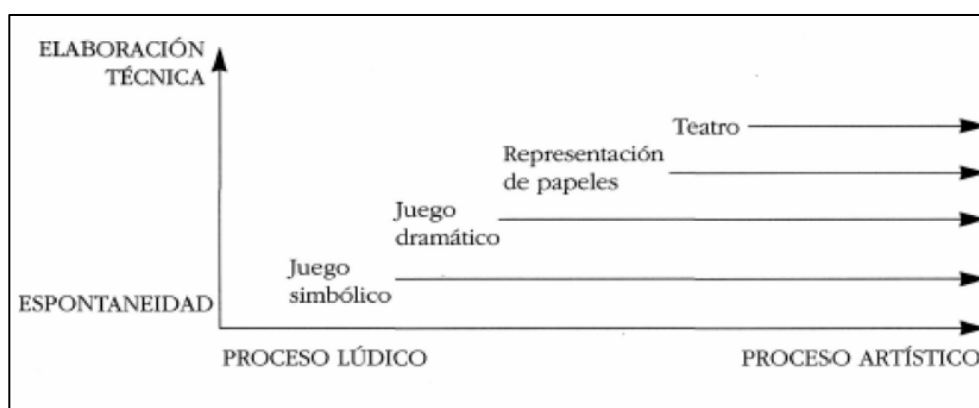 ELABORACIÓN
TÉCNICA
Teatro
Representación
de papeles
Juego
dramático
Juego
simbólico
ESPONTANEIDAD
PROCESO LÚDICO
PROCESO ARTÍSTICO